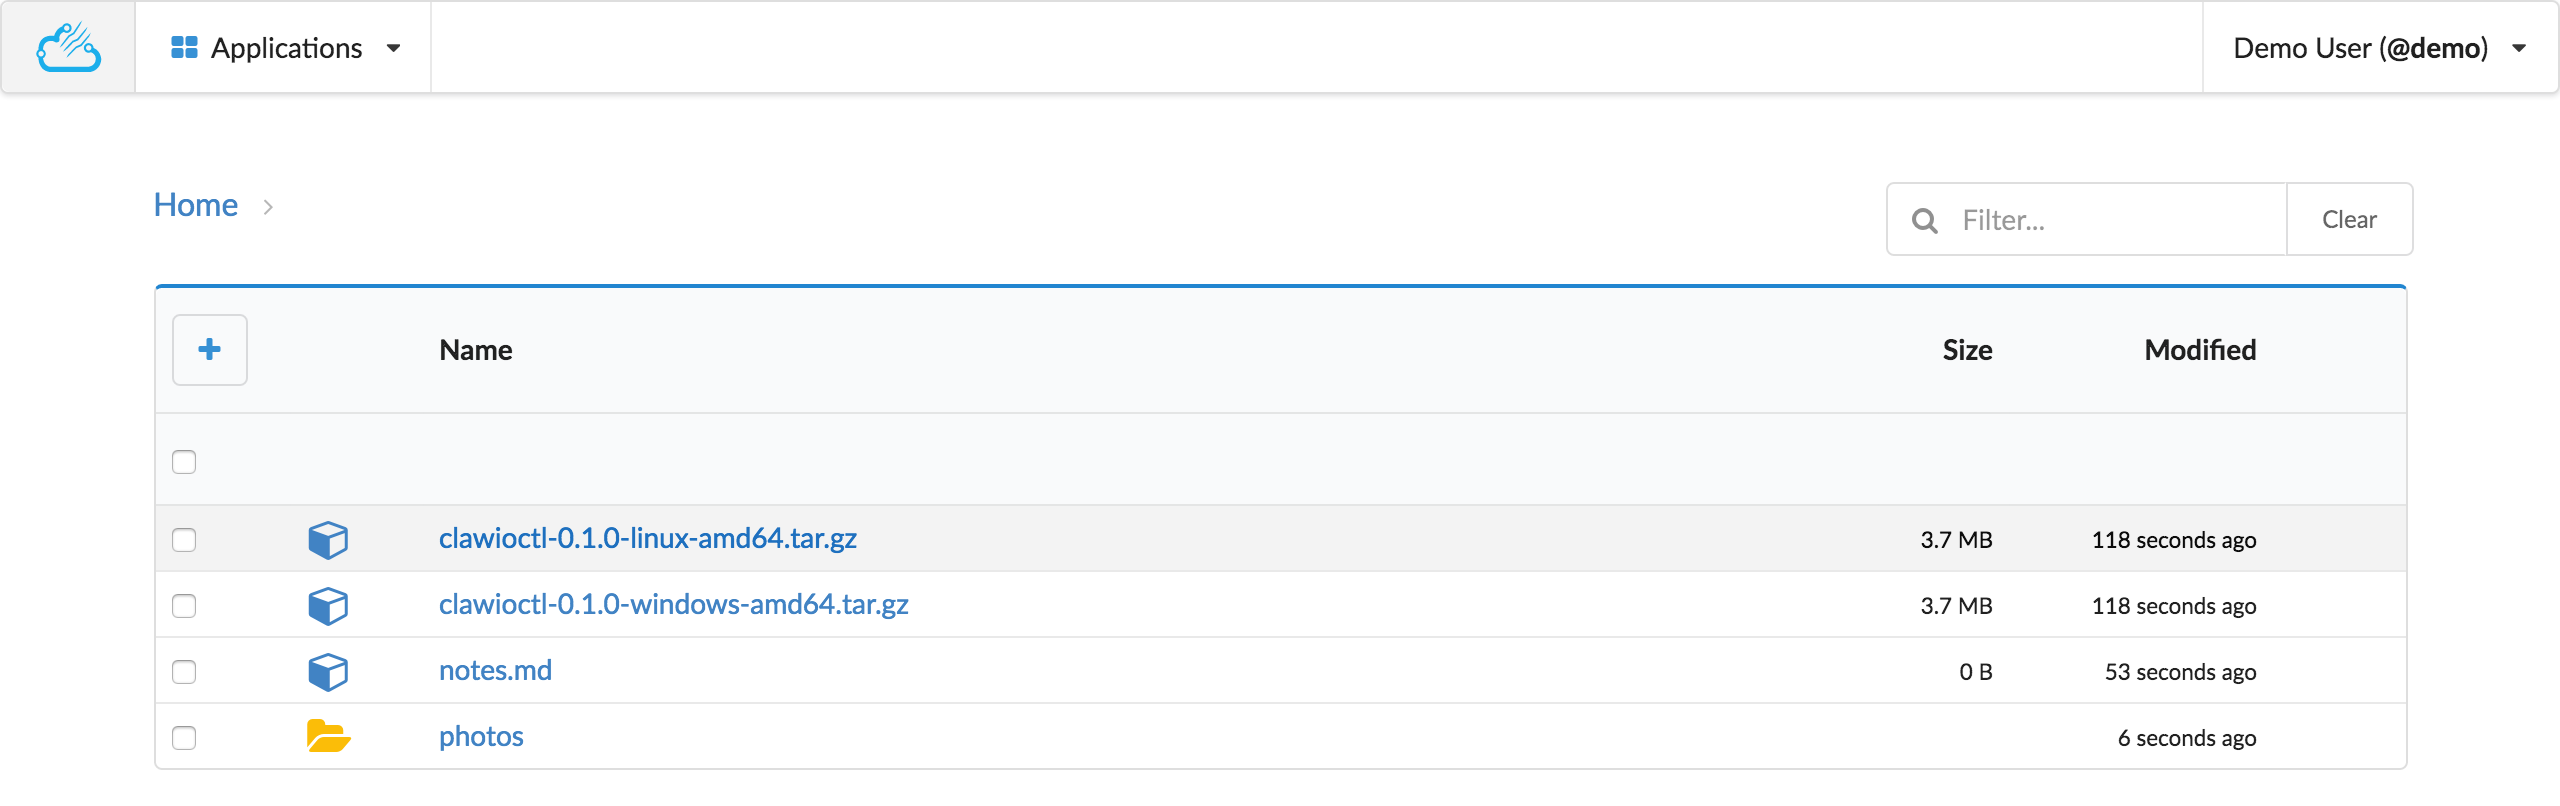 Applications
Demo User (@demo)
Home
Filter...
Clear
Name Size Modified
clawioctl-0.1.0-linux-amd64.tar.gz 3.7 MB 118 seconds ago
clawioctl-0.1.0-windows-amd64.tar.gz 3.7 MB 118 seconds ago
notes.md 0 B 53 seconds ago
photos 6 seconds ago